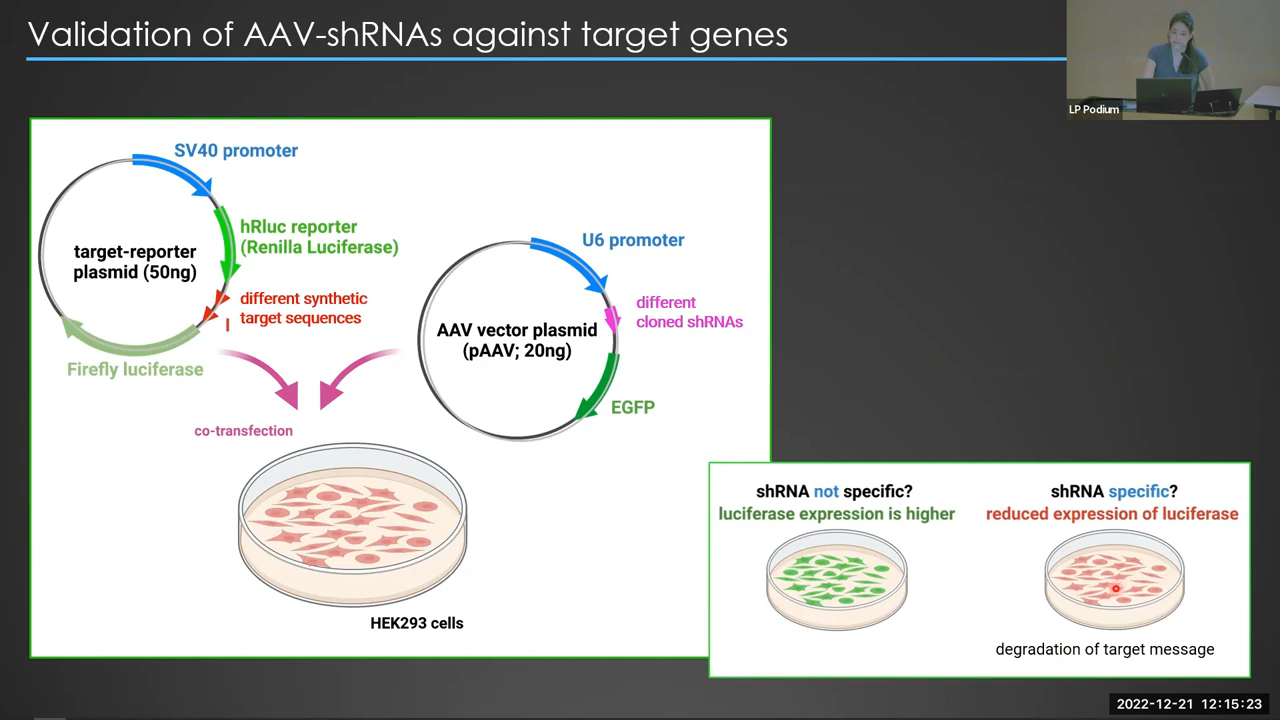 Validation of AAV-shRNAs against target genes
LP Podium
SV40 promoter
hRluc reporter
(Renilla Luciferase)
target-reporter
plasmid (50ng)
different synthetic
target sequences
Firefly luciferase
U6 promoter
different
cloned shRNAs
AAV vector plasmid
(pAAV; 20ng)
EGFP
co-transfection
HEK293 cells
shRNA not specific?
luciferase expression is higher
shRNA specific?
reduced expression of luciferase
degradation of target message
2022-12-21 12:15:23